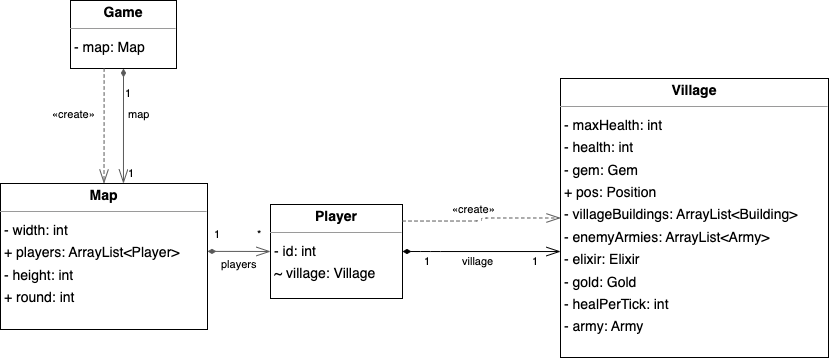 Game
- map: Map
«create»
1
map
1
Map
- width: int
+ players: ArrayList<Player>
- height: int
+ round: int
1
*
players
Player
- id: int
~ village: Village
«create»
1
village
1
Village
- maxHealth: int
- health: int
- gem: Gem
+ pos: Position
- villageBuildings: ArrayList<Building>
- enemyArmies: ArrayList<Army>
- elixir: Elixir
- gold: Gold
- healPerTick: int
- army: Army